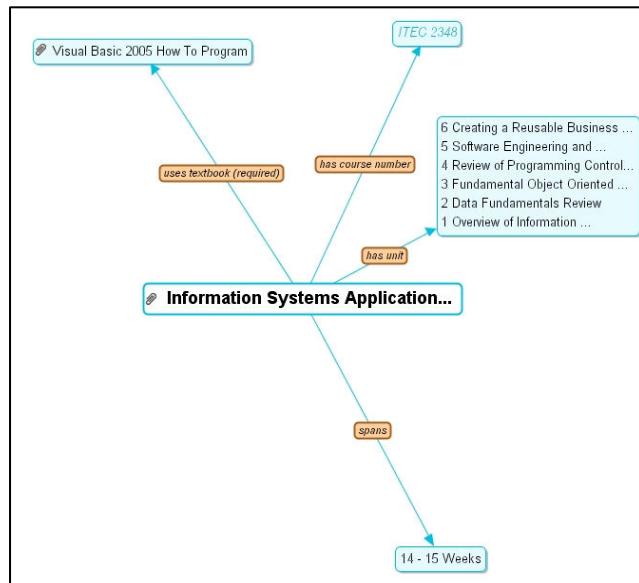 ITEC 2348
Visual Basic 2005 How To Program
6 Creating a Reusable Business ...
5 Software Engineering and ...
4 Review of Programming Control...
3 Fundamental Object Oriented ...
2 Data Fundamentals Review
1 Overview of Information ...
has course number
uses textbook (required)
has unit
Information Systems Application...
spans
14 - 15 Weeks